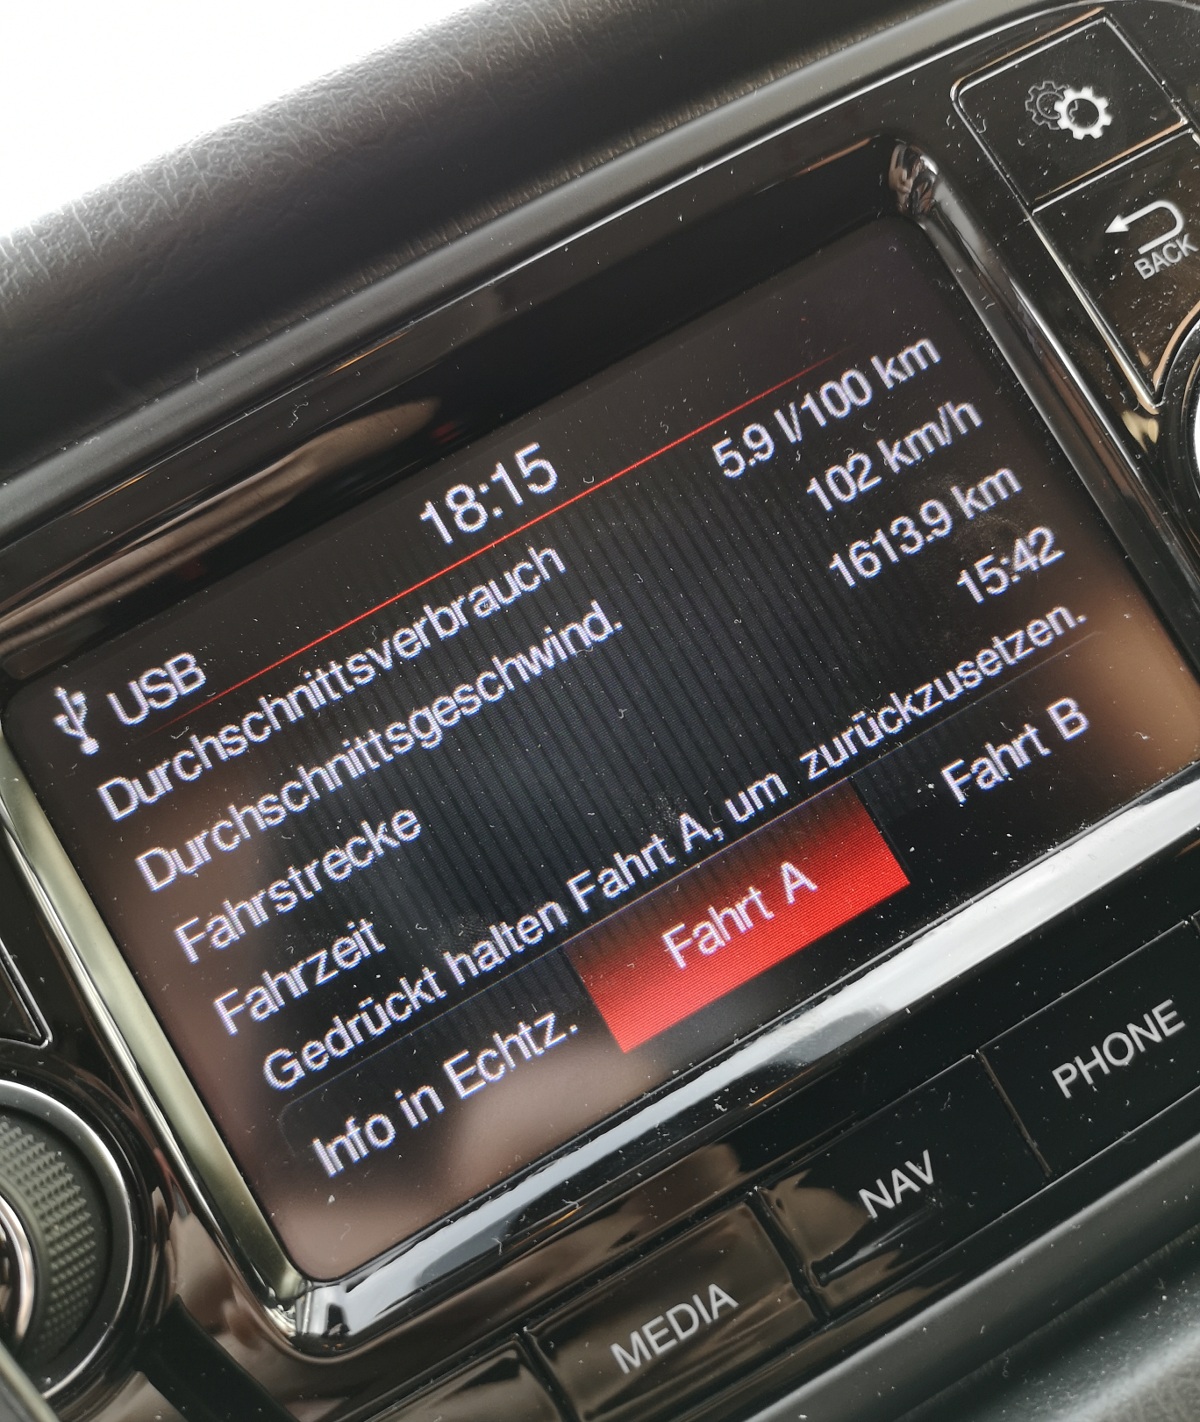 BACK
USB 18:15
Durchschnittsverbrauch 5.9 l/100 km
Durchschnittsgeschwind. 102 km/h
Fahrstrecke 1613.9 km
Fahrzeit 15:42
Gedrückt halten Fahrt A, um zurückzusetzen.
Info in Echtz. Fahrt A Fahrt B
MEDIA NAV PHONE